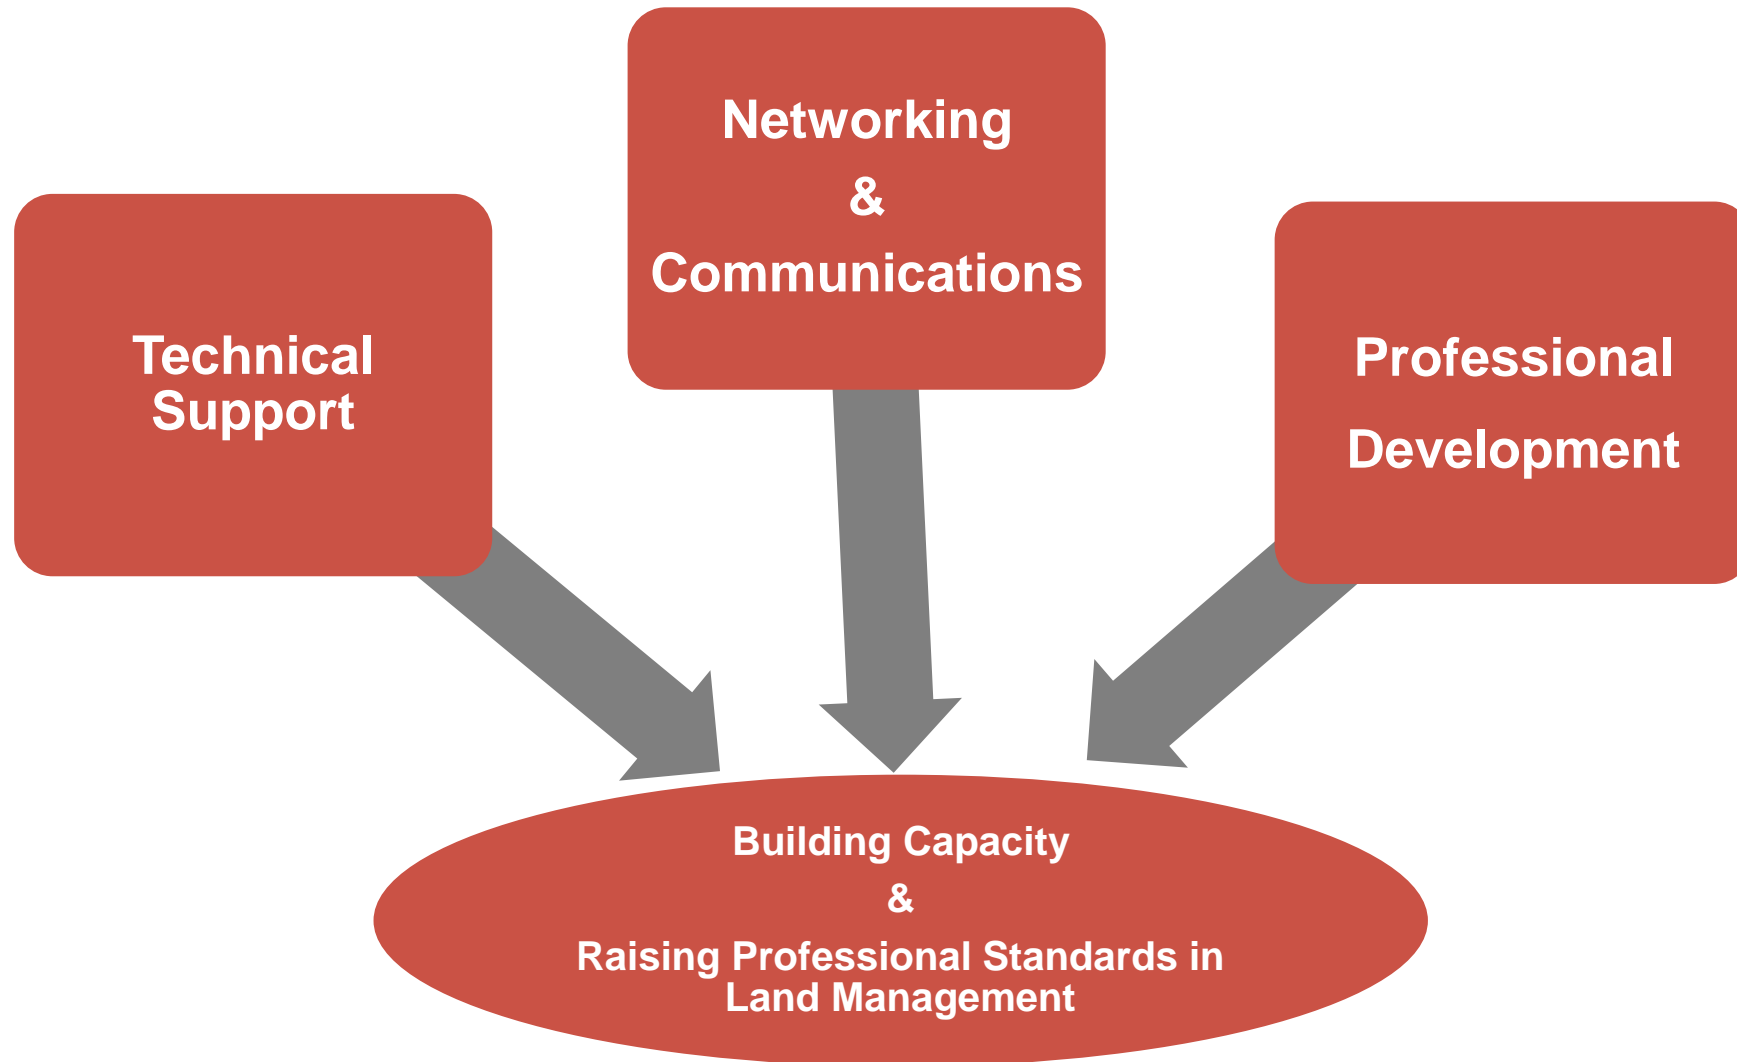 Networking
&
Communications
Technical
Support
Professional
Development
Building Capacity
&
Raising Professional Standards in
Land Management